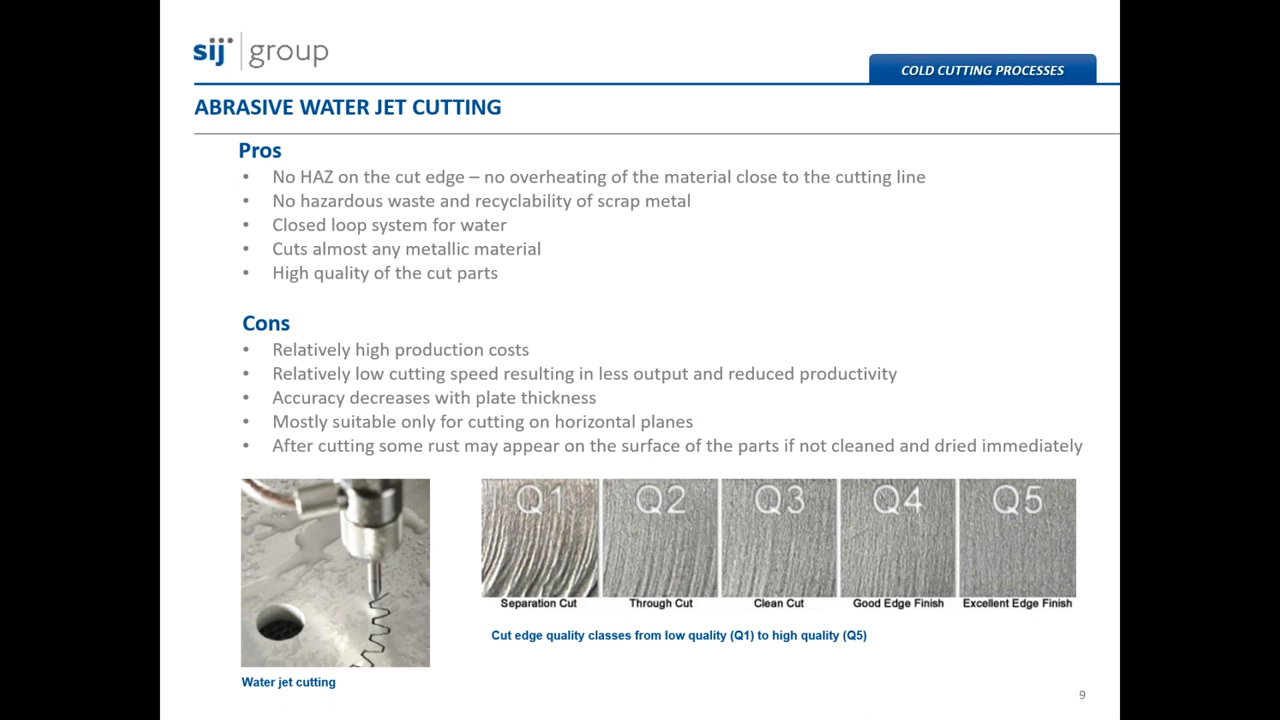 sij group
COLD CUTTING PROCESSES
ABRASIVE WATER JET CUTTING
Pros
• No HAZ on the cut edge – no overheating of the material close to the cutting line
• No hazardous waste and recyclability of scrap metal
• Closed loop system for water
• Cuts almost any metallic material
• High quality of the cut parts
Cons
• Relatively high production costs
• Relatively low cutting speed resulting in less output and reduced productivity
• Accuracy decreases with plate thickness
• Mostly suitable only for cutting on horizontal planes
• After cutting some rust may appear on the surface of the parts if not cleaned and dried immediately
Q1 Q2 Q3 Q4 Q5
Separation Cut Through Cut Clean Cut Good Edge Finish Excellent Edge Finish
Cut edge quality classes from low quality (Q1) to high quality (Q5)
Water jet cutting
9